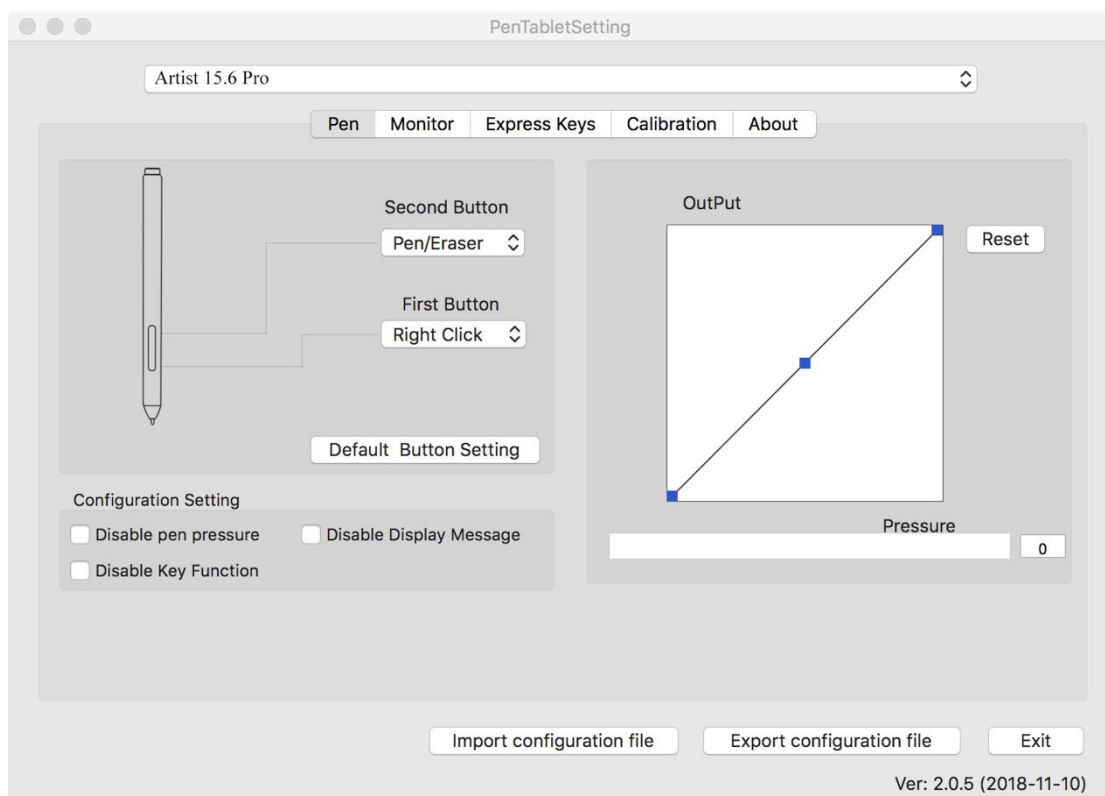 PenTabletSetting
Artist 15.6 Pro
Pen Monitor Express Keys Calibration About
Second Button
Pen/Eraser
First Button
Right Click
Default Button Setting
OutPut
Reset
Pressure
0
Configuration Setting
Disable pen pressure Disable Display Message
Disable Key Function
Import configuration file Export configuration file Exit
Ver: 2.0.5 (2018-11-10)